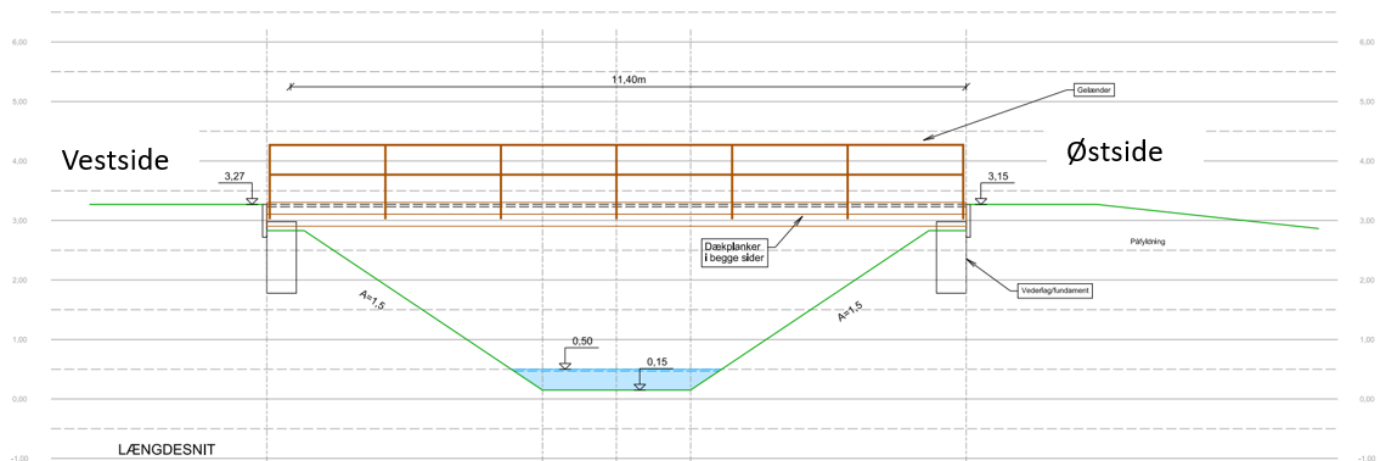 6,00
6,00
11,40m
Gelænder
5,00
5,00
Vestside
Østside
4,00
4,00
3,27
3,15
3,00
3,00
Dækplanker
i begge sider
Påfyldning
2,00
2,00
Vederlag/fundament
A=1,5
A=1,5
1,00
1,00
0,50
0,15
0,00
0,00
LÆNGDESNIT
-1,00
-1,00